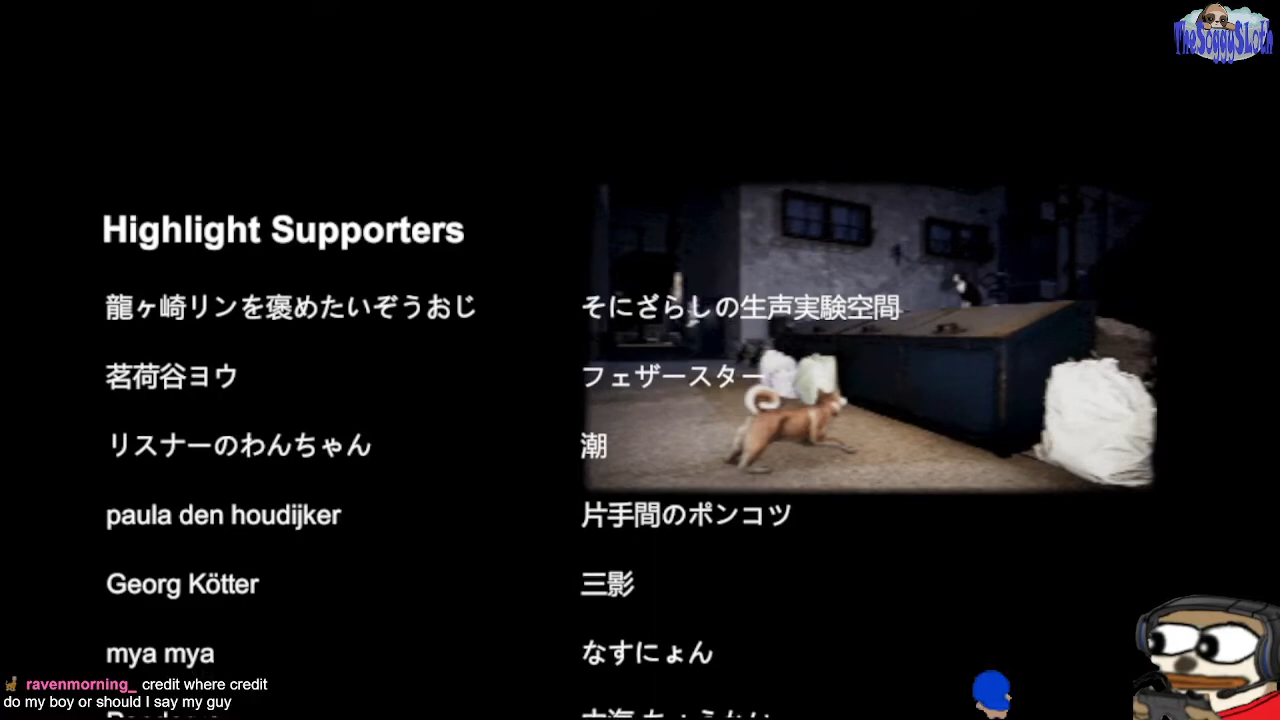 TheSoggySLoth
Highlight Supporters
龍ヶ崎リンを褒めたいぞうおじ
そにざらしの生声実験空間
茗荷谷ヨウ
フェザースター
リスナーのわんちゃん
潮
paula den houdijker
片手間のポンコツ
Georg Kötter
三影
mya mya
なすにょん
ravenmorning_ credit where credit
do my boy or should I say my guy